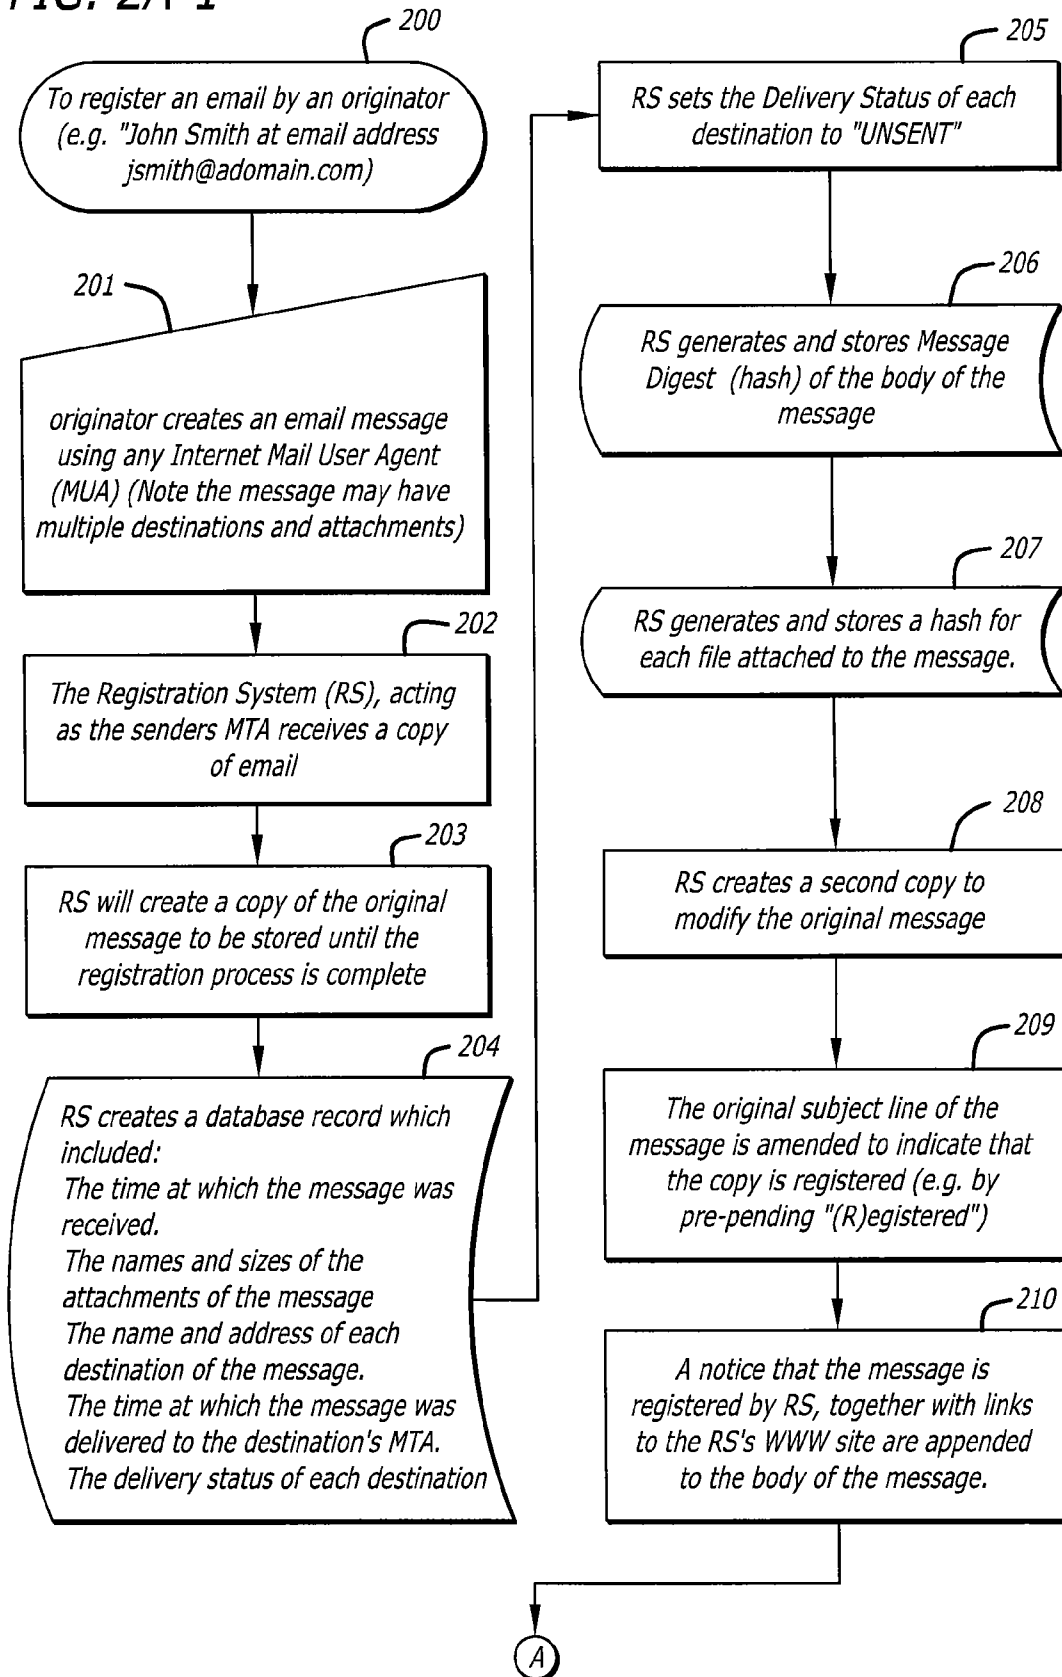 FIG. 2A-1
200
To register an email by an originator
(e.g. "John Smith at email address
jsmith@adomain.com)
201
originator creates an email message
using any Internet Mail User Agent
(MUA) (Note the message may have
multiple destinations and attachments)
202
The Registration System (RS), acting
as the senders MTA receives a copy
of email
203
RS will create a copy of the original
message to be stored until the
registration process is complete
204
RS creates a database record which
included:
The time at which the message was
received.
The names and sizes of the
attachments of the message
The name and address of each
destination of the message.
The time at which the message was
delivered to the destination's MTA.
The delivery status of each destination
205
RS sets the Delivery Status of each
destination to "UNSENT"
206
RS generates and stores Message
Digest (hash) of the body of the
message
207
RS generates and stores a hash for
each file attached to the message.
208
RS creates a second copy to
modify the original message
209
The original subject line of the
message is amended to indicate that
the copy is registered (e.g. by
pre-pending "(R)egistered")
210
A notice that the message is
registered by RS, together with links
to the RS's WWW site are appended
to the body of the message.
A